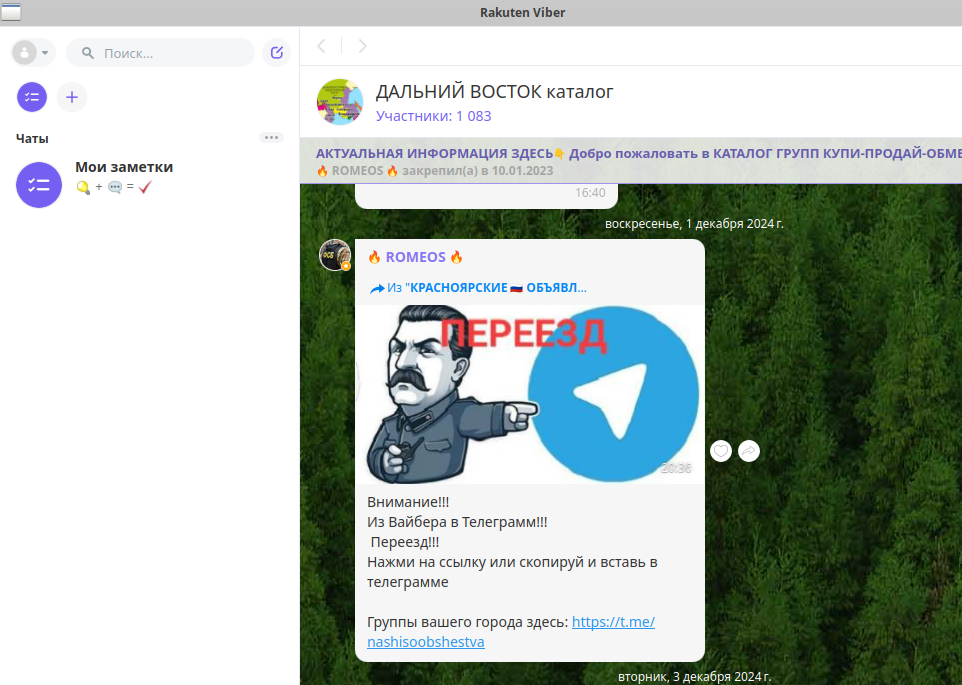 Rakuten Viber
Поиск...
Чаты
Мои заметки
+ =
ДАЛЬНИЙ ВОСТОК каталог
Участники: 1 083
АКТУАЛЬНАЯ ИНФОРМАЦИЯ ЗДЕСЬ👇 Добро пожаловать в КАТАЛОГ ГРУПП КУПИ-ПРОДАЙ-ОБМЕ
🔥 ROMEOS 🔥 закрепил(а) в 10.01.2023
16:40
воскресенье, 1 декабря 2024 г.
ФСБ
🔥 ROMEOS 🔥
Из "КРАСНОЯРСКИЕ 🇷🇺 ОБЪЯВЛ...
ПЕРЕЕЗД
20:36
Внимание!!!
Из Вайбера в Телеграмм!!!
Переезд!!!
Нажми на ссылку или скопируй и вставь в
телеграмме
Группы вашего города здесь: https://t.me/
nashisoobshestva
вторник, 3 декабря 2024 г.